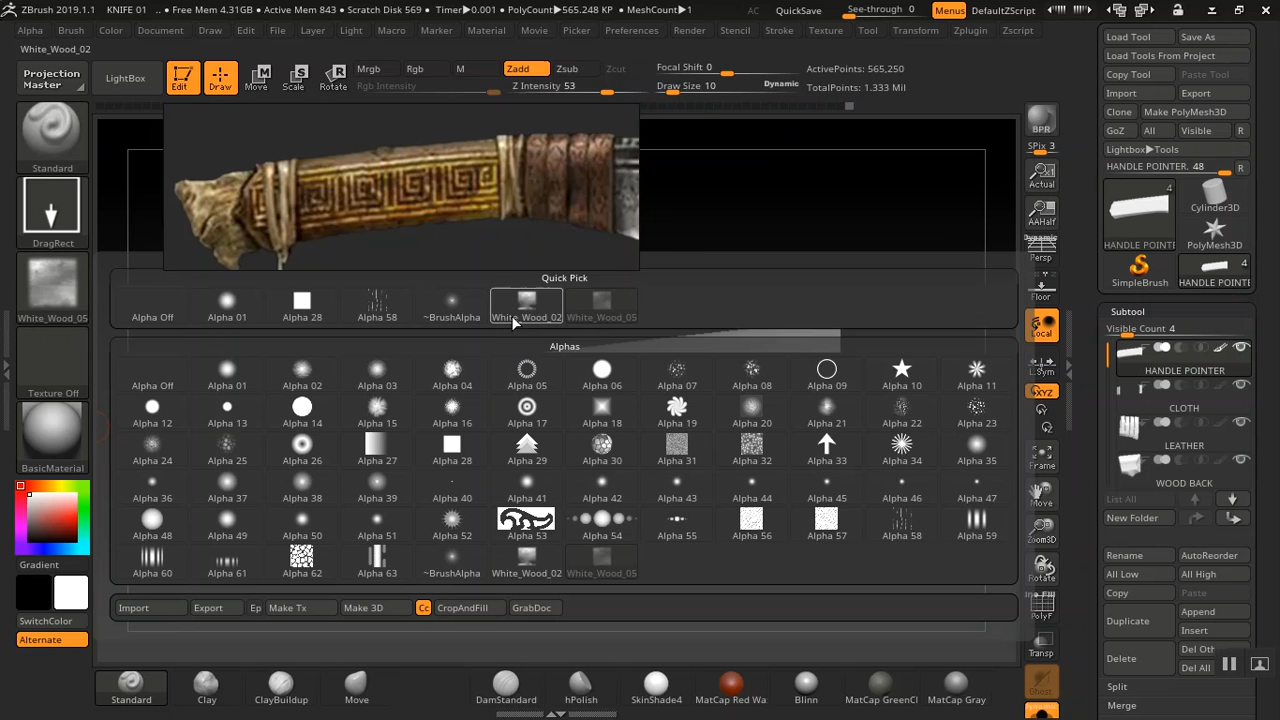 ZBrush 2019.1.1 KNIFE 01 .. • Free Mem 4.31GB • Active Mem 843 • Scratch Disk 569 • Timer▶0.001 • PolyCount▶565.248 KP • MeshCount▶1 AC QuickSave See-through 0 Menus DefaultZScript
Alpha Brush Color Document Draw Edit File Layer Light Macro Marker Material Movie Picker Preferences Render Stencil Stroke Texture Tool Transform Zplugin Zscript
White_Wood_02
Projection Master LightBox Edit Draw Move Scale Rotate
Mrgb Rgb M Zadd Zsub Zcut
Rgb Intensity Z Intensity 53
Focal Shift 0
Draw Size 10 Dynamic
ActivePoints: 565,250
TotalPoints: 1.333 Mil
Standard
DragRect
White_Wood_05
Texture Off
BasicMaterial
Gradient
SwitchColor
Alternate
Quick Pick
Alpha Off Alpha 01 Alpha 28 Alpha 58 ~BrushAlpha White_Wood_02 White_Wood_05
Alphas
Alpha Off Alpha 01 Alpha 02 Alpha 03 Alpha 04 Alpha 05 Alpha 06 Alpha 07 Alpha 08 Alpha 09 Alpha 10 Alpha 11
Alpha 12 Alpha 13 Alpha 14 Alpha 15 Alpha 16 Alpha 17 Alpha 18 Alpha 19 Alpha 20 Alpha 21 Alpha 22 Alpha 23
Alpha 24 Alpha 25 Alpha 26 Alpha 27 Alpha 28 Alpha 29 Alpha 30 Alpha 31 Alpha 32 Alpha 33 Alpha 34 Alpha 35
Alpha 36 Alpha 37 Alpha 38 Alpha 39 Alpha 40 Alpha 41 Alpha 42 Alpha 43 Alpha 44 Alpha 45 Alpha 46 Alpha 47
Alpha 48 Alpha 49 Alpha 50 Alpha 51 Alpha 52 Alpha 53 Alpha 54 Alpha 55 Alpha 56 Alpha 57 Alpha 58 Alpha 59
Alpha 60 Alpha 61 Alpha 62 Alpha 63 ~BrushAlpha White_Wood_02 White_Wood_05
Import Export Ep Make Tx Make 3D Cc CropAndFill GrabDoc
Standard Clay ClayBuildup Move DamStandard hPolish SkinShade4 MatCap Red Wa Blinn MatCap GreenCl MatCap Gray
BPR
SPix 3
Actual
AAHalf
Dynamic
Persp
Floor
Local
L.Sym
XYZ
Frame
Move
Zoom3D
Rotate
PolyF
Transp
Ghost
Load Tool Save As
Load Tools From Project
Copy Tool Paste Tool
Import Export
Clone Make PolyMesh3D
GoZ All Visible R
Lightbox▶Tools
HANDLE POINTER. 48 R
4
Cylinder3D
HANDLE POINTE PolyMesh3D
4
SimpleBrush HANDLE POINTE
Subtool
Visible Count 4
HANDLE POINTER
CLOTH
LEATHER
WOOD BACK
List All
New Folder
Rename AutoReorder
All Low All High
Copy Paste
Duplicate Append
Insert
Delete Del Oth
Del All
Split
Merge